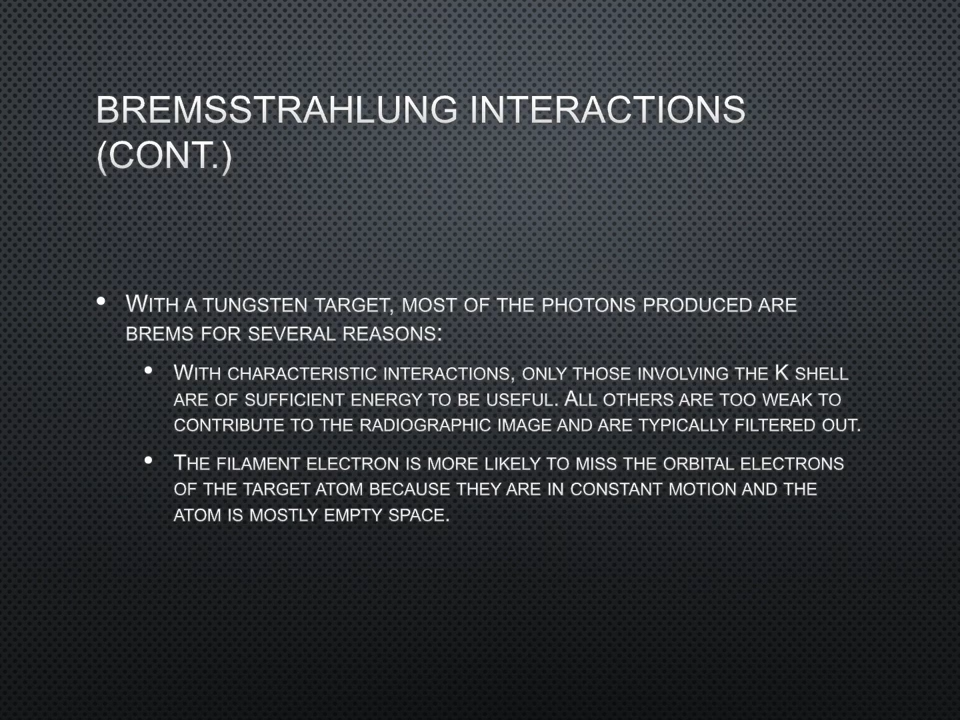 BREMSSTRAHLUNG INTERACTIONS
(CONT.)
• WITH A TUNGSTEN TARGET, MOST OF THE PHOTONS PRODUCED ARE
BREMS FOR SEVERAL REASONS:
• WITH CHARACTERISTIC INTERACTIONS, ONLY THOSE INVOLVING THE K SHELL
ARE OF SUFFICIENT ENERGY TO BE USEFUL. ALL OTHERS ARE TOO WEAK TO
CONTRIBUTE TO THE RADIOGRAPHIC IMAGE AND ARE TYPICALLY FILTERED OUT.
• THE FILAMENT ELECTRON IS MORE LIKELY TO MISS THE ORBITAL ELECTRONS
OF THE TARGET ATOM BECAUSE THEY ARE IN CONSTANT MOTION AND THE
ATOM IS MOSTLY EMPTY SPACE.